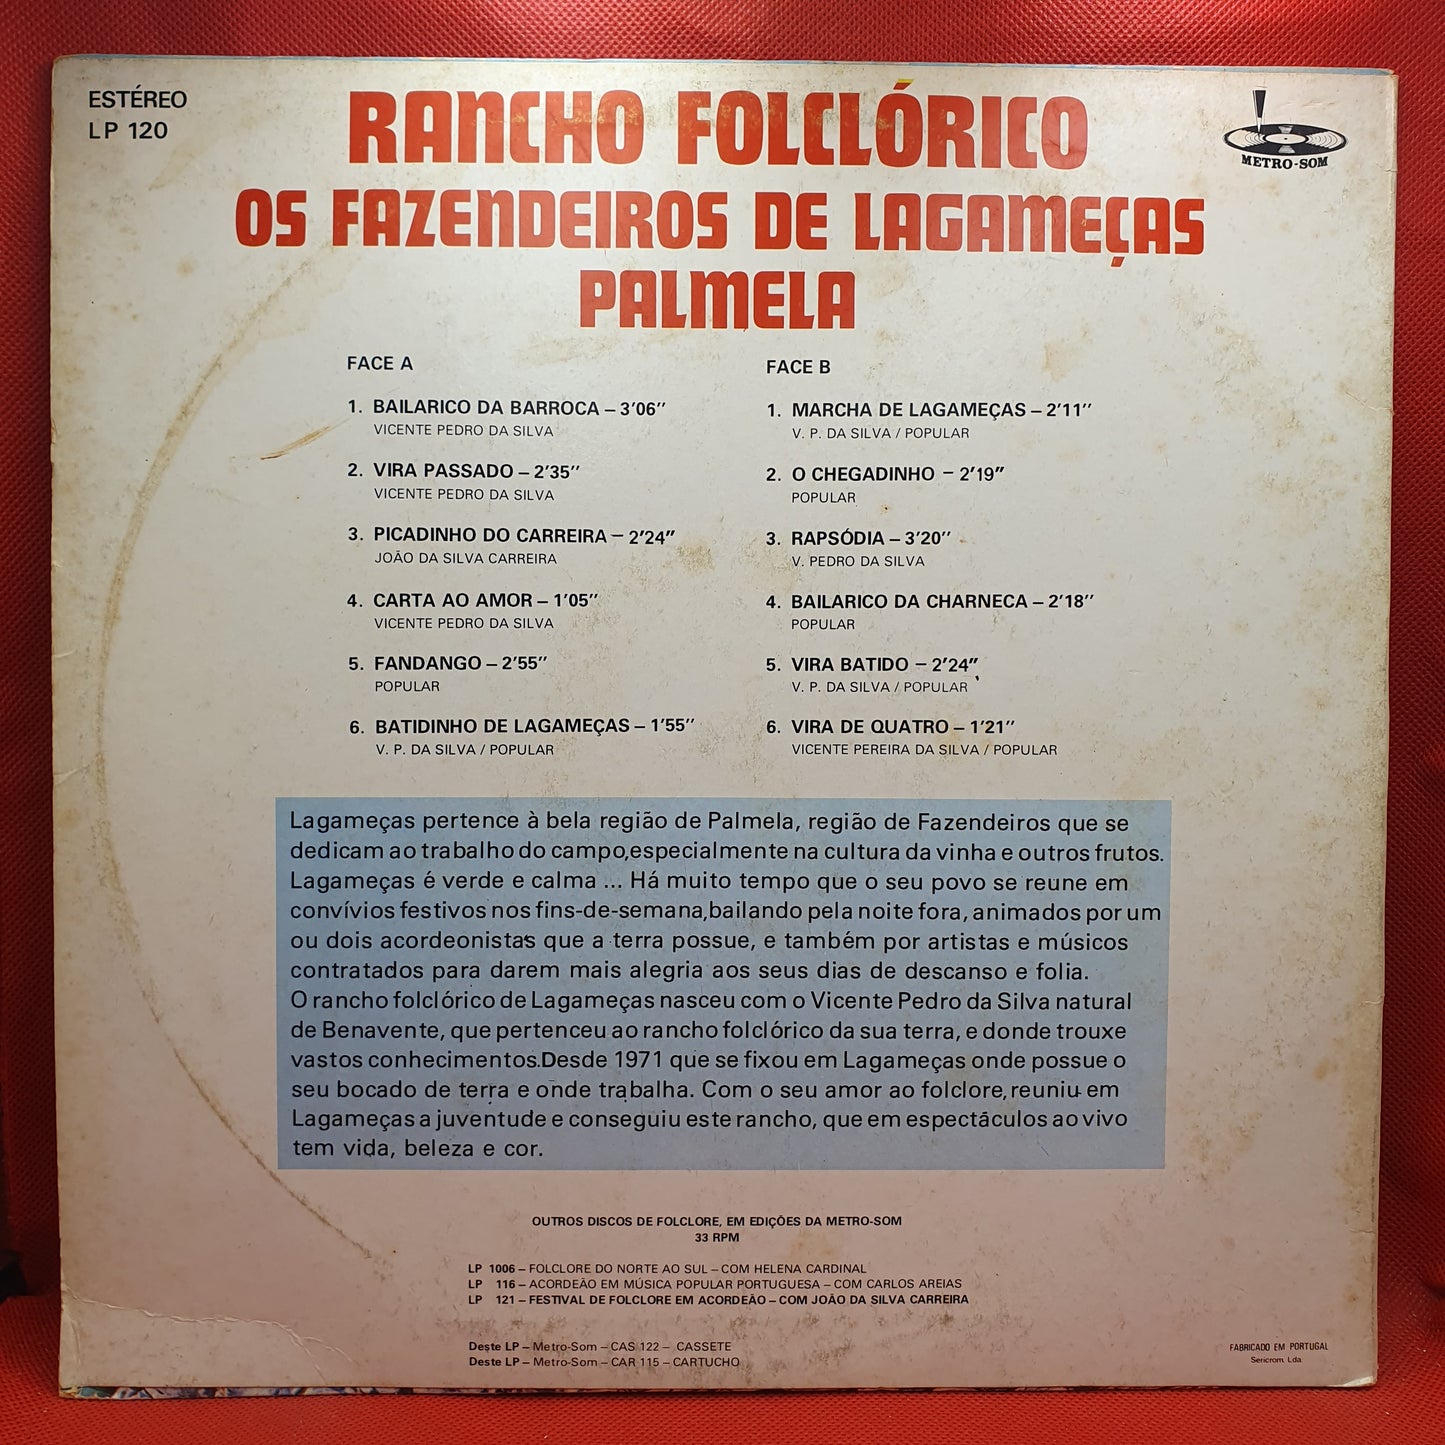 ESTÉREO
LP 120
RANCHO FOLCLÓRICO
OS FAZENDEIROS DE LAGAMEÇAS
PALMELA
METRO-SOM
FACE A
1. BAILARICO DA BARROCA – 3'06''
VICENTE PEDRO DA SILVA
2. VIRA PASSADO – 2'35''
VICENTE PEDRO DA SILVA
3. PICADINHO DO CARREIRA – 2'24"
JOÃO DA SILVA CARREIRA
4. CARTA AO AMOR – 1'05''
VICENTE PEDRO DA SILVA
5. FANDANGO – 2'55''
POPULAR
6. BATIDINHO DE LAGAMEÇAS – 1'55''
V. P. DA SILVA / POPULAR
FACE B
1. MARCHA DE LAGAMEÇAS – 2'11''
V. P. DA SILVA / POPULAR
2. O CHEGADINHO – 2'19"
POPULAR
3. RAPSÓDIA – 3'20''
V. PEDRO DA SILVA
4. BAILARICO DA CHARNECA – 2'18''
POPULAR
5. VIRA BATIDO – 2'24"
V. P. DA SILVA / POPULAR
6. VIRA DE QUATRO – 1'21''
VICENTE PEREIRA DA SILVA / POPULAR
Lagameças pertence à bela região de Palmela, região de Fazendeiros que se
dedicam ao trabalho do campo,especialmente na cultura da vinha e outros frutos.
Lagameças é verde e calma ... Há muito tempo que o seu povo se reune em
convívios festivos nos fins-de-semana,bailando pela noite fora, animados por um
ou dois acordeonistas que a terra possue, e também por artistas e músicos
contratados para darem mais alegria aos seus dias de descanso e folia.
O rancho folclórico de Lagameças nasceu com o Vicente Pedro da Silva natural
de Benavente, que pertenceu ao rancho folclórico da sua terra, e donde trouxe
vastos conhecimentos.Desde 1971 que se fixou em Lagameças onde possue o
seu bocado de terra e onde trabalha. Com o seu amor ao folclore, reuniu em
Lagameças a juventude e conseguiu este rancho, que em espectáculos ao vivo
tem vida, beleza e cor.
OUTROS DISCOS DE FOLCLORE, EM EDIÇÕES DA METRO-SOM
33 RPM
LP 1006 – FOLCLORE DO NORTE AO SUL – COM HELENA CARDINAL
LP 116 – ACORDEÃO EM MÚSICA POPULAR PORTUGUESA – COM CARLOS AREIAS
LP 121 – FESTIVAL DE FOLCLORE EM ACORDEÃO – COM JOÃO DA SILVA CARREIRA
Deste LP – Metro-Som – CAS 122 – CASSETE
Deste LP – Metro-Som – CAR 115 – CARTUCHO
FABRICADO EM PORTUGAL
Sericrom, Lda.